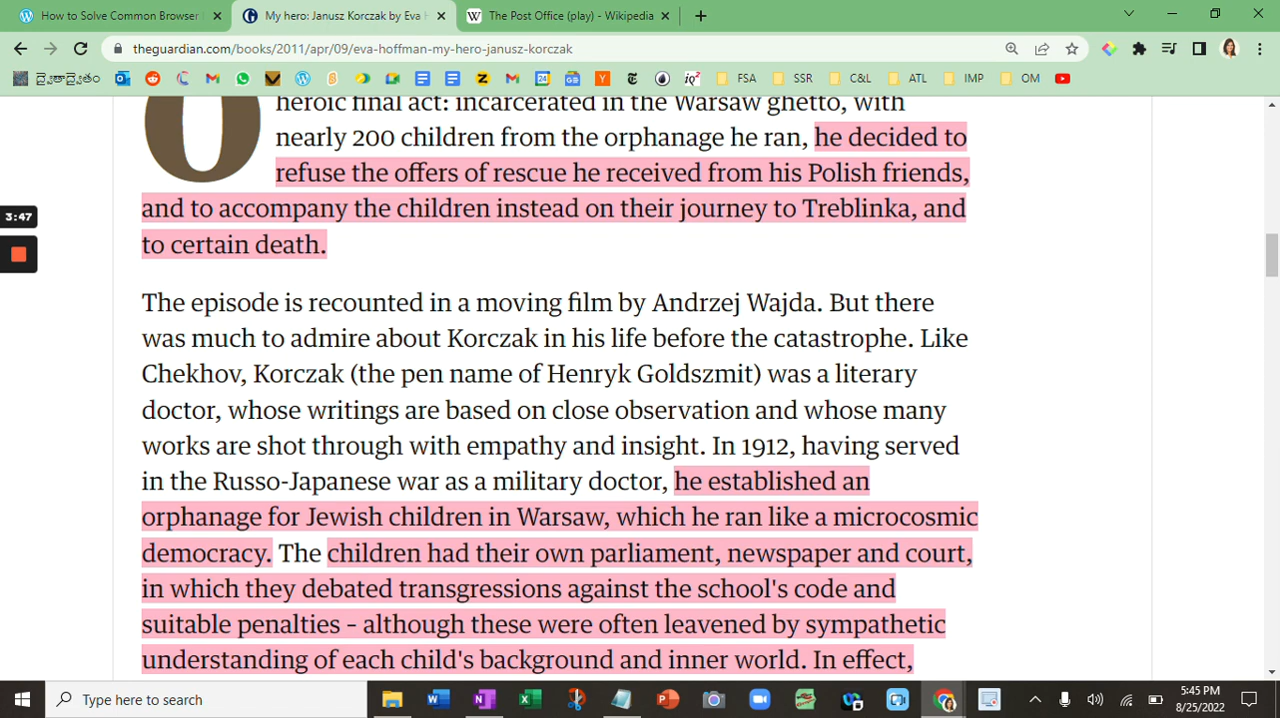 How to Solve Common Browser
My hero: Janusz Korczak by Eva H
W The Post Office (play) - Wikipedia
theguardian.com/books/2011/apr/09/eva-hoffman-my-hero-janusz-korczak
FSA SSR C&L ATL IMP OM
heroic final act: incarcerated in the Warsaw ghetto, with
nearly 200 children from the orphanage he ran, he decided to
refuse the offers of rescue he received from his Polish friends,
and to accompany the children instead on their journey to Treblinka, and
to certain death.
3:47
The episode is recounted in a moving film by Andrzej Wajda. But there
was much to admire about Korczak in his life before the catastrophe. Like
Chekhov, Korczak (the pen name of Henryk Goldszmit) was a literary
doctor, whose writings are based on close observation and whose many
works are shot through with empathy and insight. In 1912, having served
in the Russo-Japanese war as a military doctor, he established an
orphanage for Jewish children in Warsaw, which he ran like a microcosmic
democracy. The children had their own parliament, newspaper and court,
in which they debated transgressions against the school's code and
suitable penalties – although these were often leavened by sympathetic
understanding of each child's background and inner world. In effect,
Type here to search
5:45 PM
8/25/2022